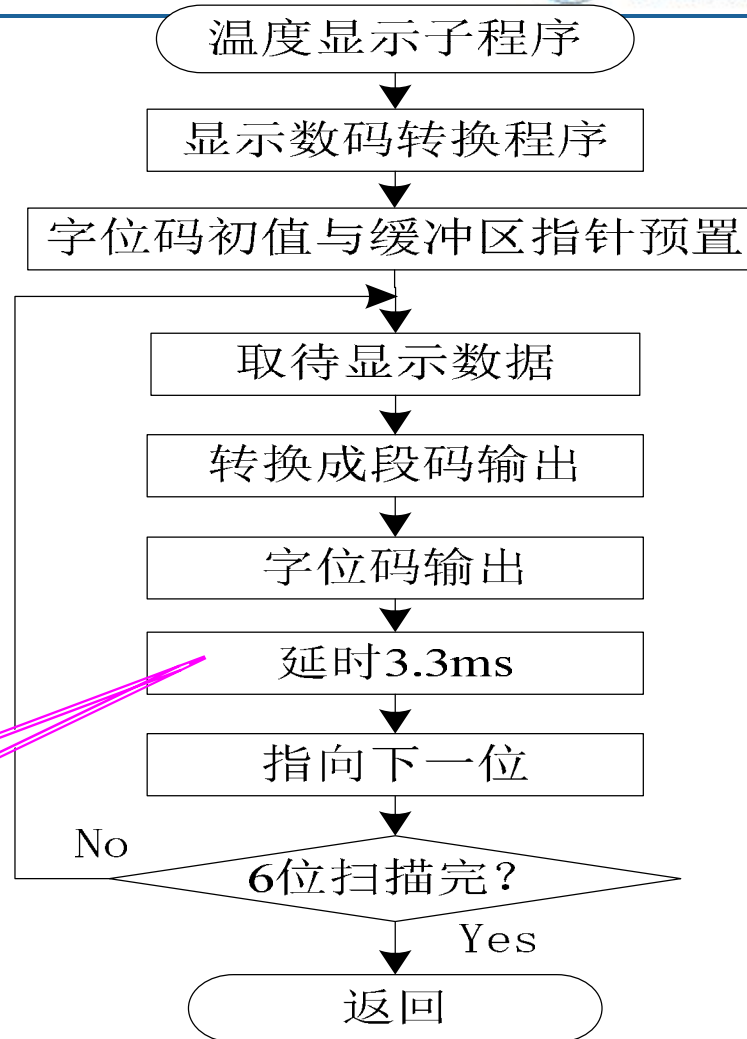 温度显示子程序
显示数码转换程序
字位码初值与缓冲区指针预置
取待显示数据
转换成段码输出
字位码输出
延时3.3ms
指向下一位
No
6位扫描完?
Yes
返回